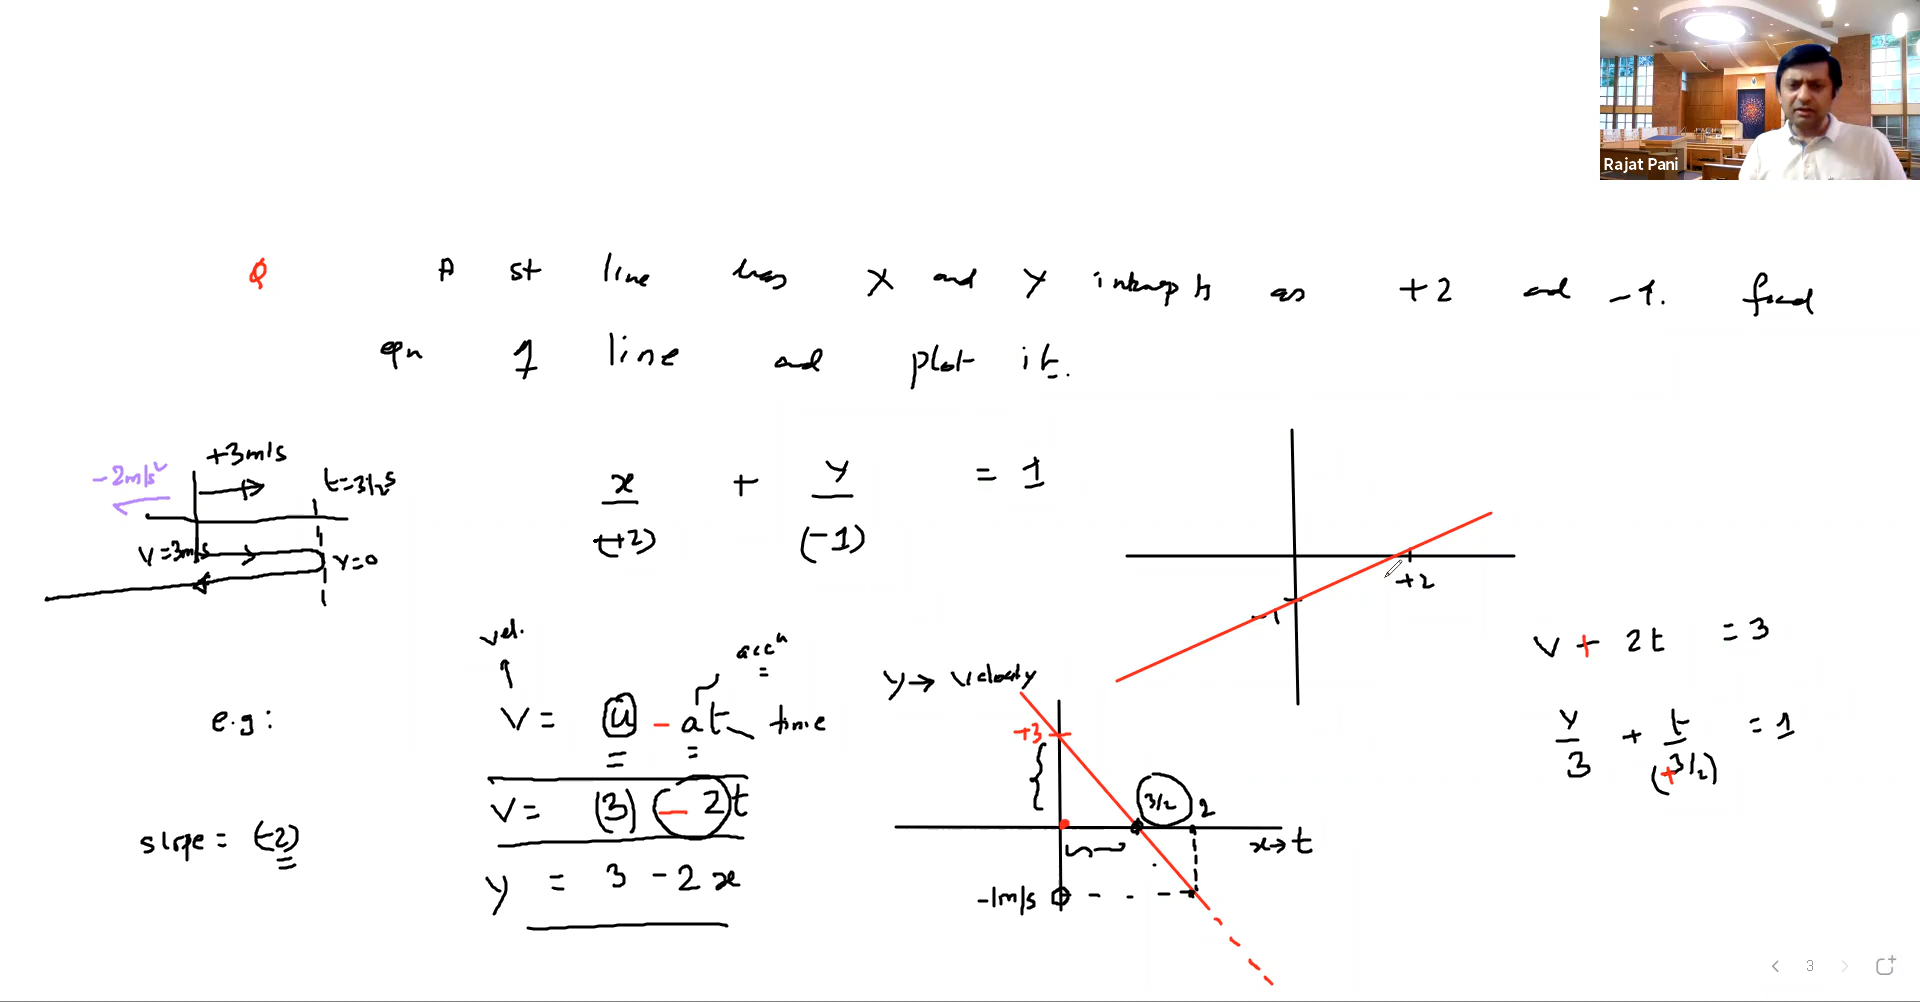 Rajat Pani
Q A st line has X and Y intercepts as +2 and -1. find
eqn of line and plot it.
-2m/s² +3m/s t=3/2s
V=3m/s V=0
x/(+2) + y/(-1) = 1
-1 +2
vel. accⁿ
e.g: V = u - at time
V = (3) - 2t
slope = (-2)
y = 3 - 2x
y → velocity
+3
3/2 2
x → t
-1m/s
V + 2t = 3
V/3 + t/(+3/2) = 1
3